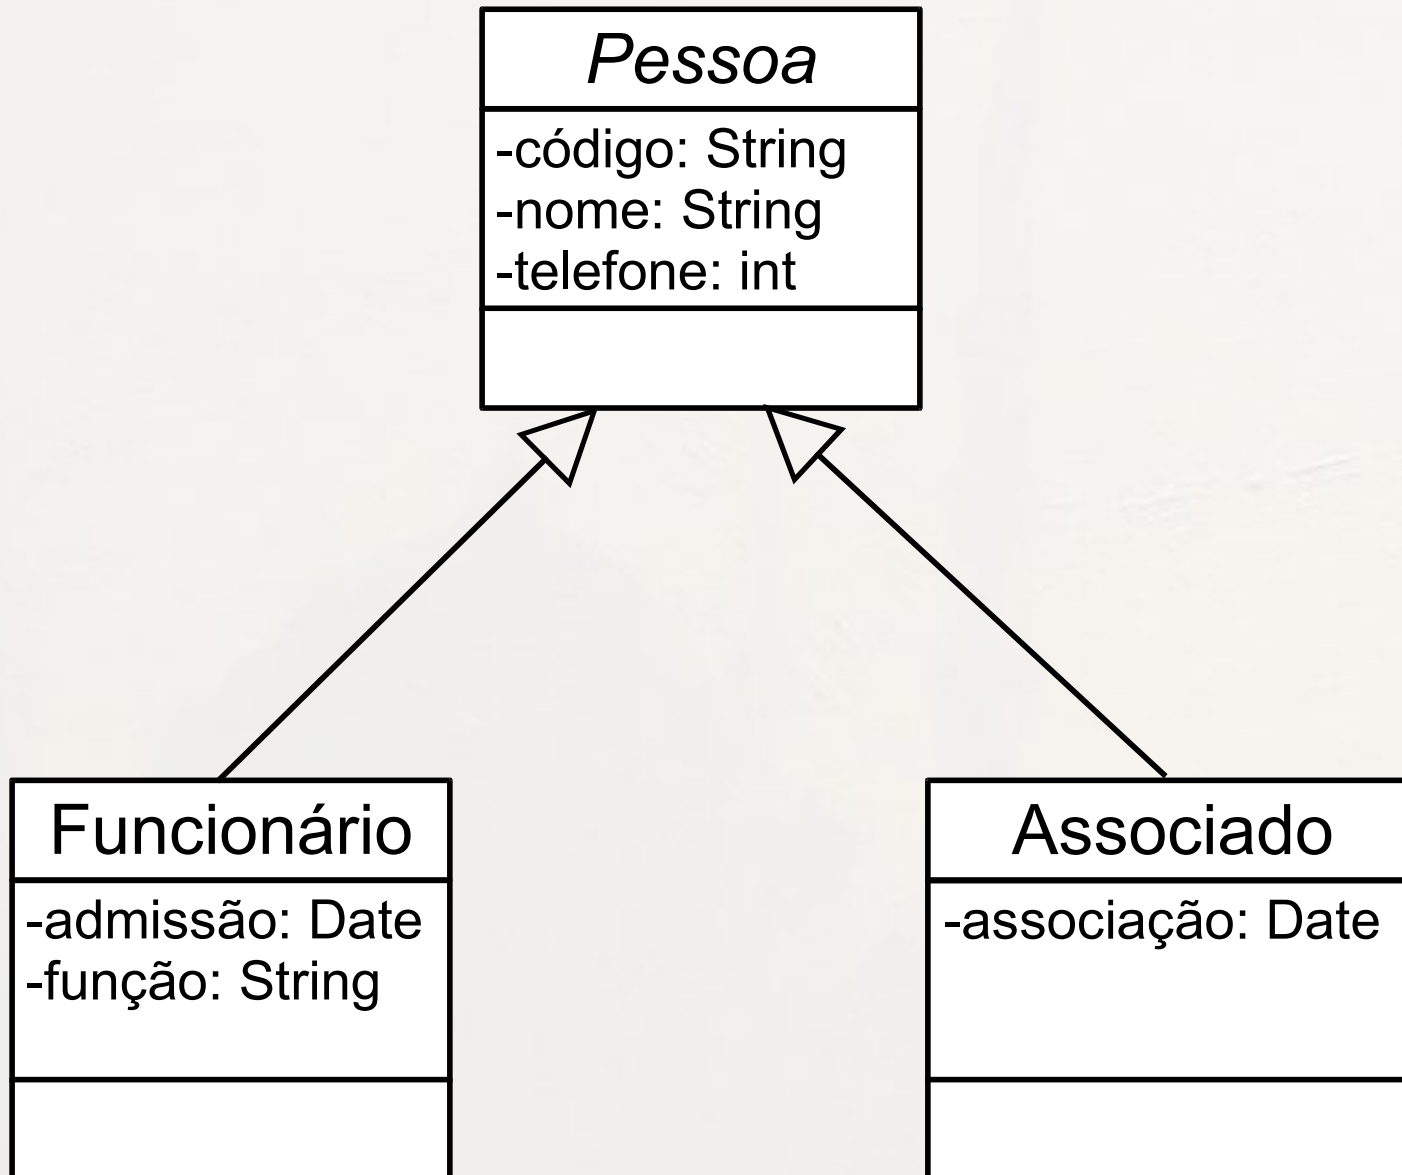 Pessoa
-código: String
-nome: String
-telefone: int
Funcionário
-admissão: Date
-função: String
Associado
-associação: Date